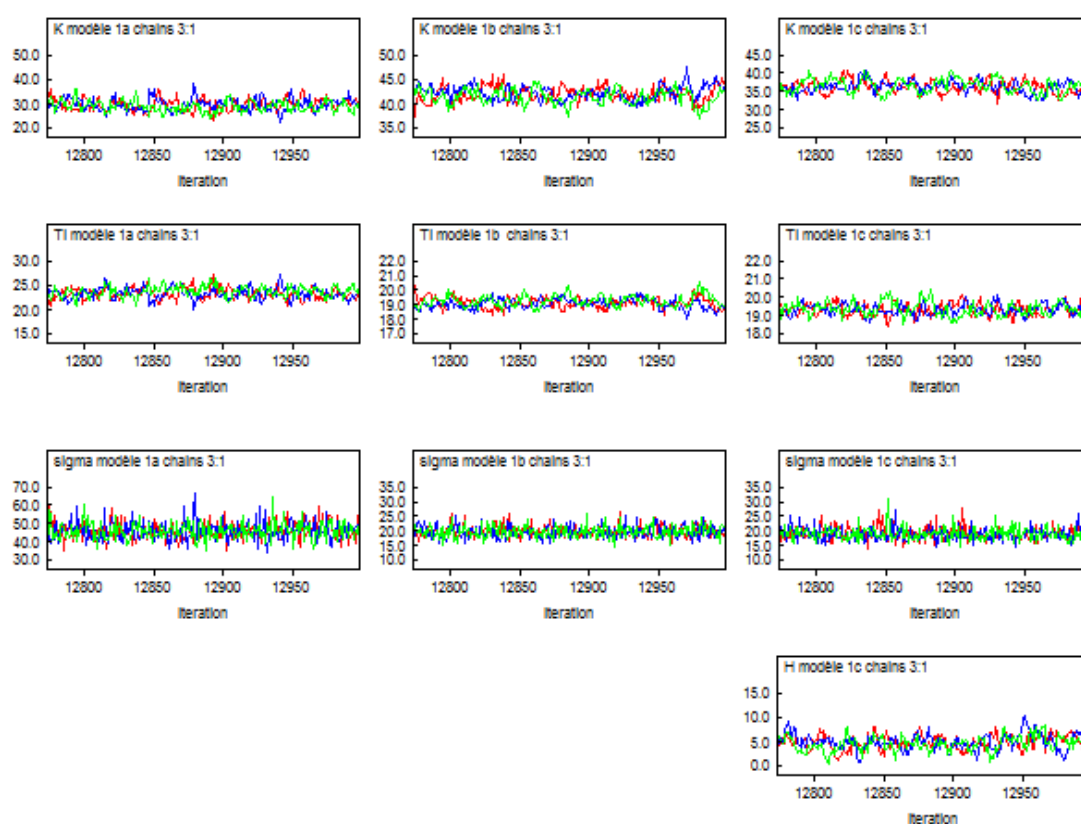 K modèle 1a chains 3:1
50.0
40.0
30.0
20.0
12800 12850 12900 12950
Iteration
K modèle 1b chains 3:1
50.0
45.0
40.0
35.0
12800 12850 12900 12950
Iteration
K modèle 1c chains 3:1
45.0
40.0
35.0
30.0
25.0
12800 12850 12900 12950
Iteration
TI modèle 1a chains 3:1
30.0
25.0
20.0
15.0
12800 12850 12900 12950
Iteration
TI modèle 1b chains 3:1
22.0
21.0
20.0
19.0
18.0
17.0
12800 12850 12900 12950
Iteration
TI modèle 1c chains 3:1
22.0
21.0
20.0
19.0
18.0
12800 12850 12900 12950
Iteration
sigma modèle 1a chains 3:1
70.0
60.0
50.0
40.0
30.0
12800 12850 12900 12950
Iteration
sigma modèle 1b chains 3:1
35.0
30.0
25.0
20.0
15.0
10.0
12800 12850 12900 12950
Iteration
sigma modèle 1c chains 3:1
35.0
30.0
25.0
20.0
15.0
10.0
12800 12850 12900 12950
Iteration
H modèle 1c chains 3:1
15.0
10.0
5.0
0.0
12800 12850 12900 12950
Iteration